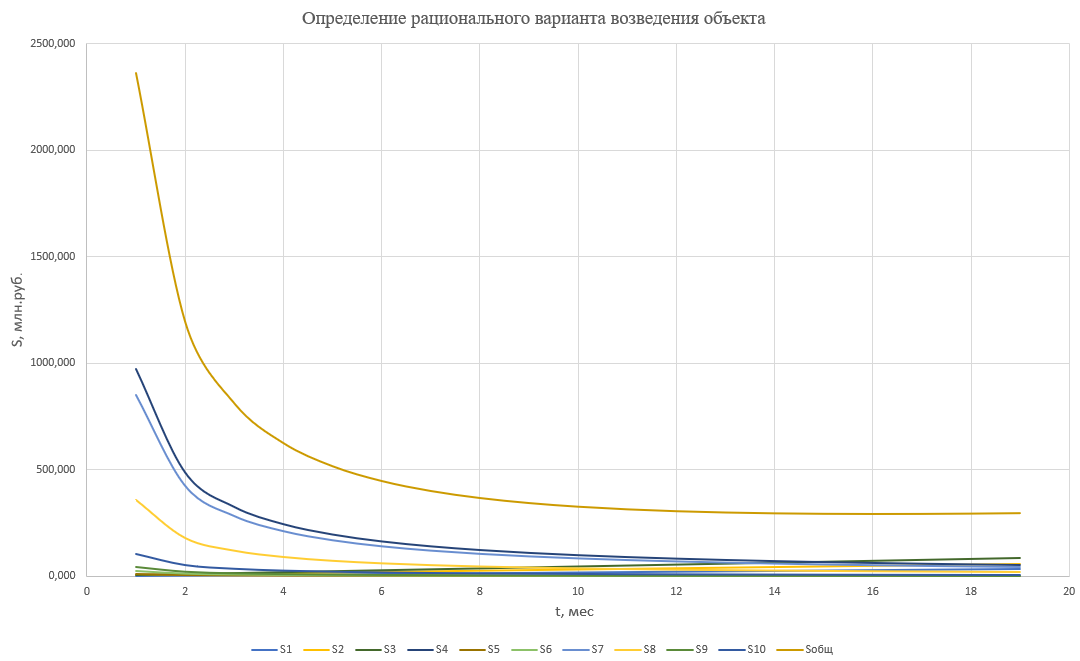 Определение рационального варианта возведения объекта
2500,000
2000,000
1500,000
1000,000
500,000
0,000
S, млн.руб.
0 2 4 6 8 10 12 14 16 18 20
t, мес
S1 S2 S3 S4 S5 S6 S7 S8 S9 S10 Sобщ